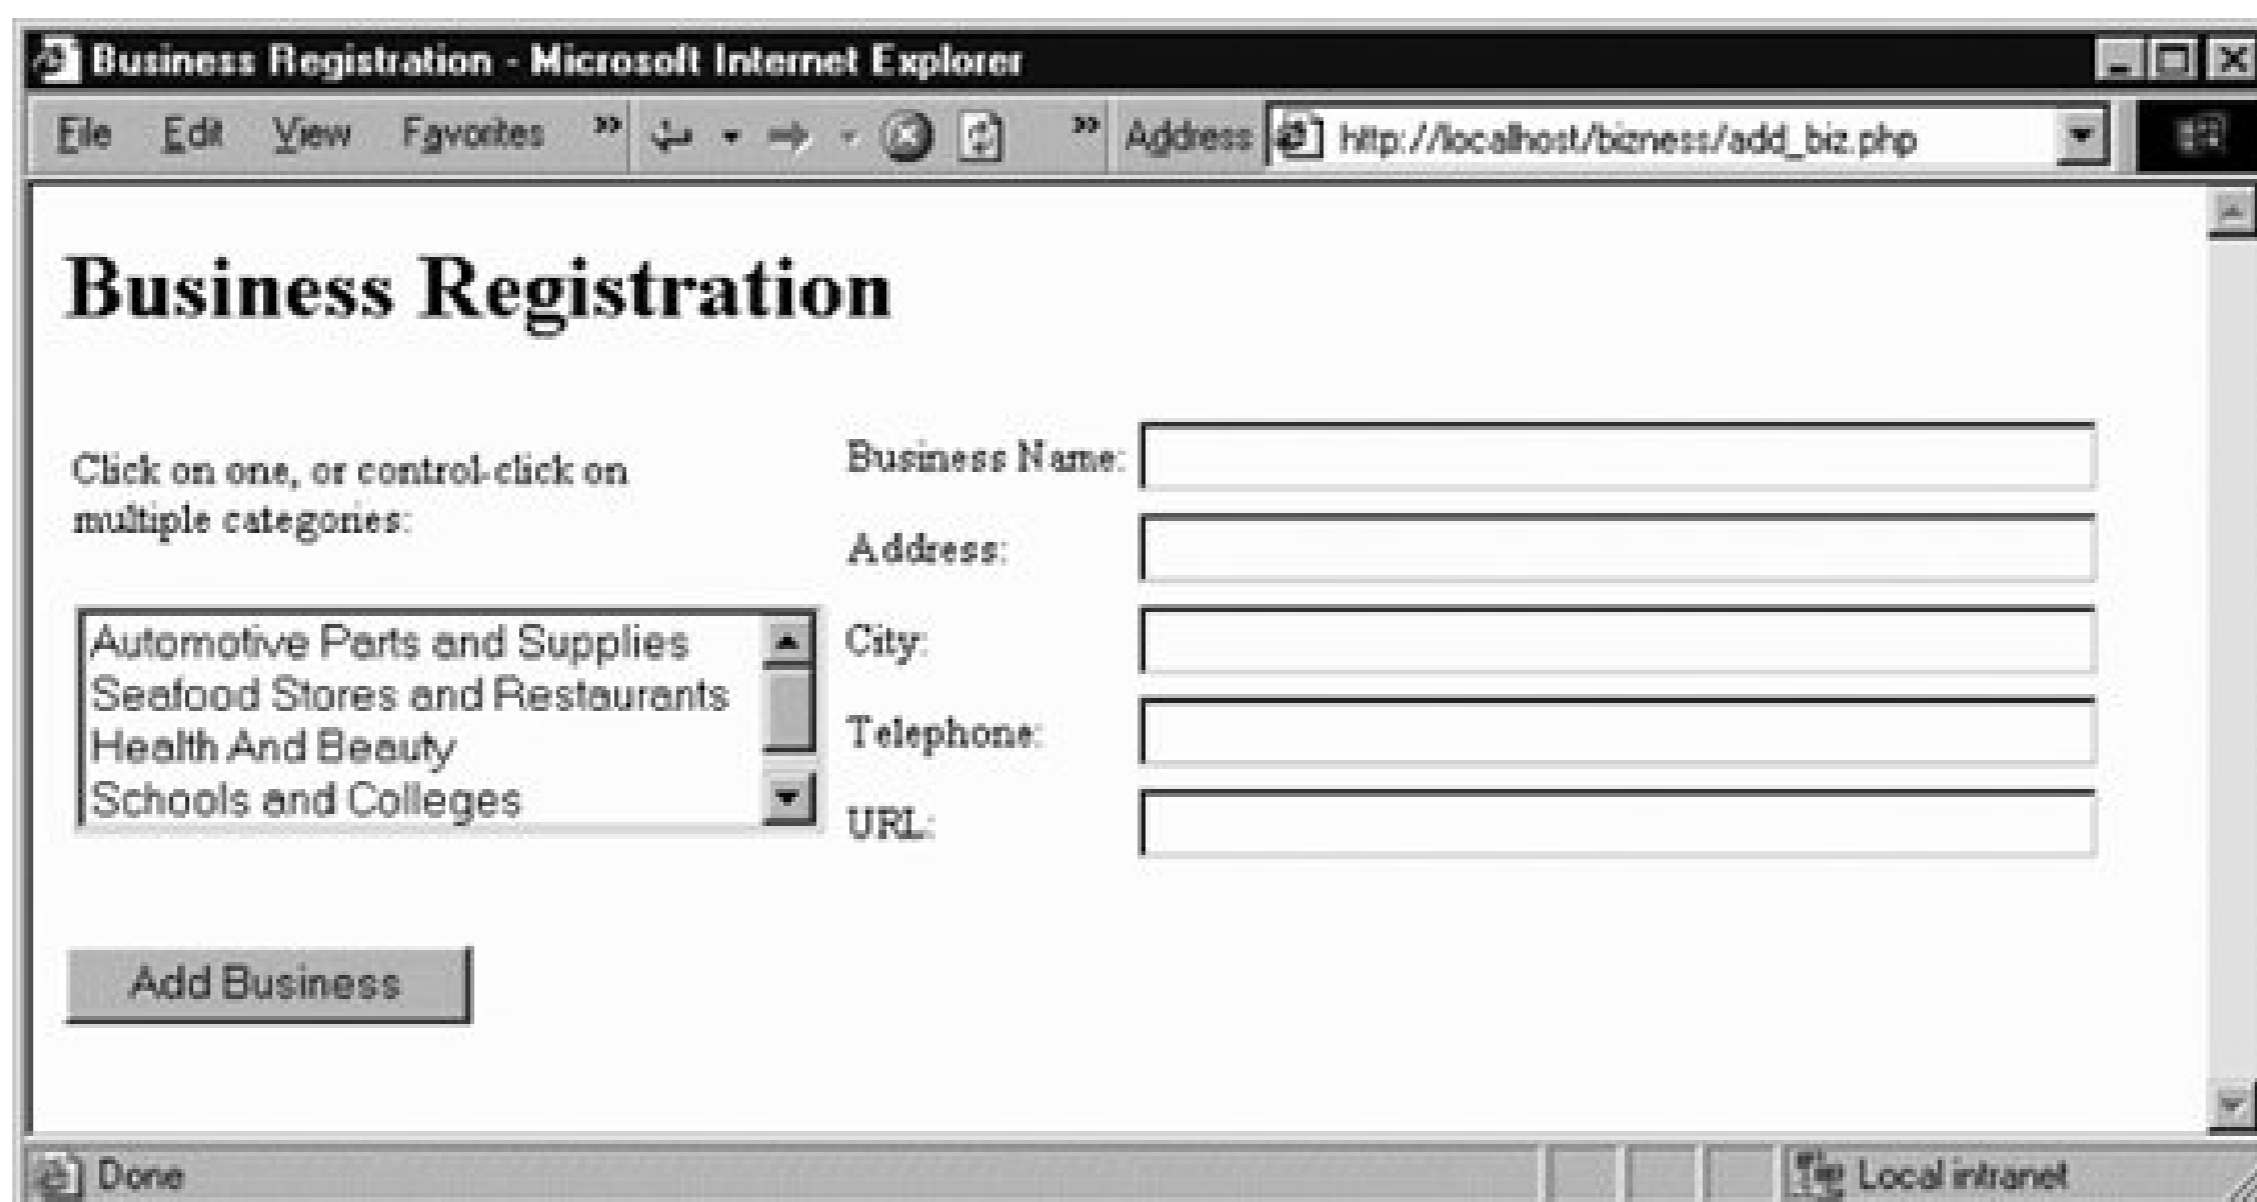 Business Registration - Microsoft Internet Explorer
File Edit View Favorites » » Address http://localhost/bizness/add_biz.php
Business Registration
Click on one, or control-click on
multiple categories:
Automotive Parts and Supplies
Seafood Stores and Restaurants
Health And Beauty
Schools and Colleges
Business Name:
Address:
City:
Telephone:
URL:
Add Business
Done Local intranet